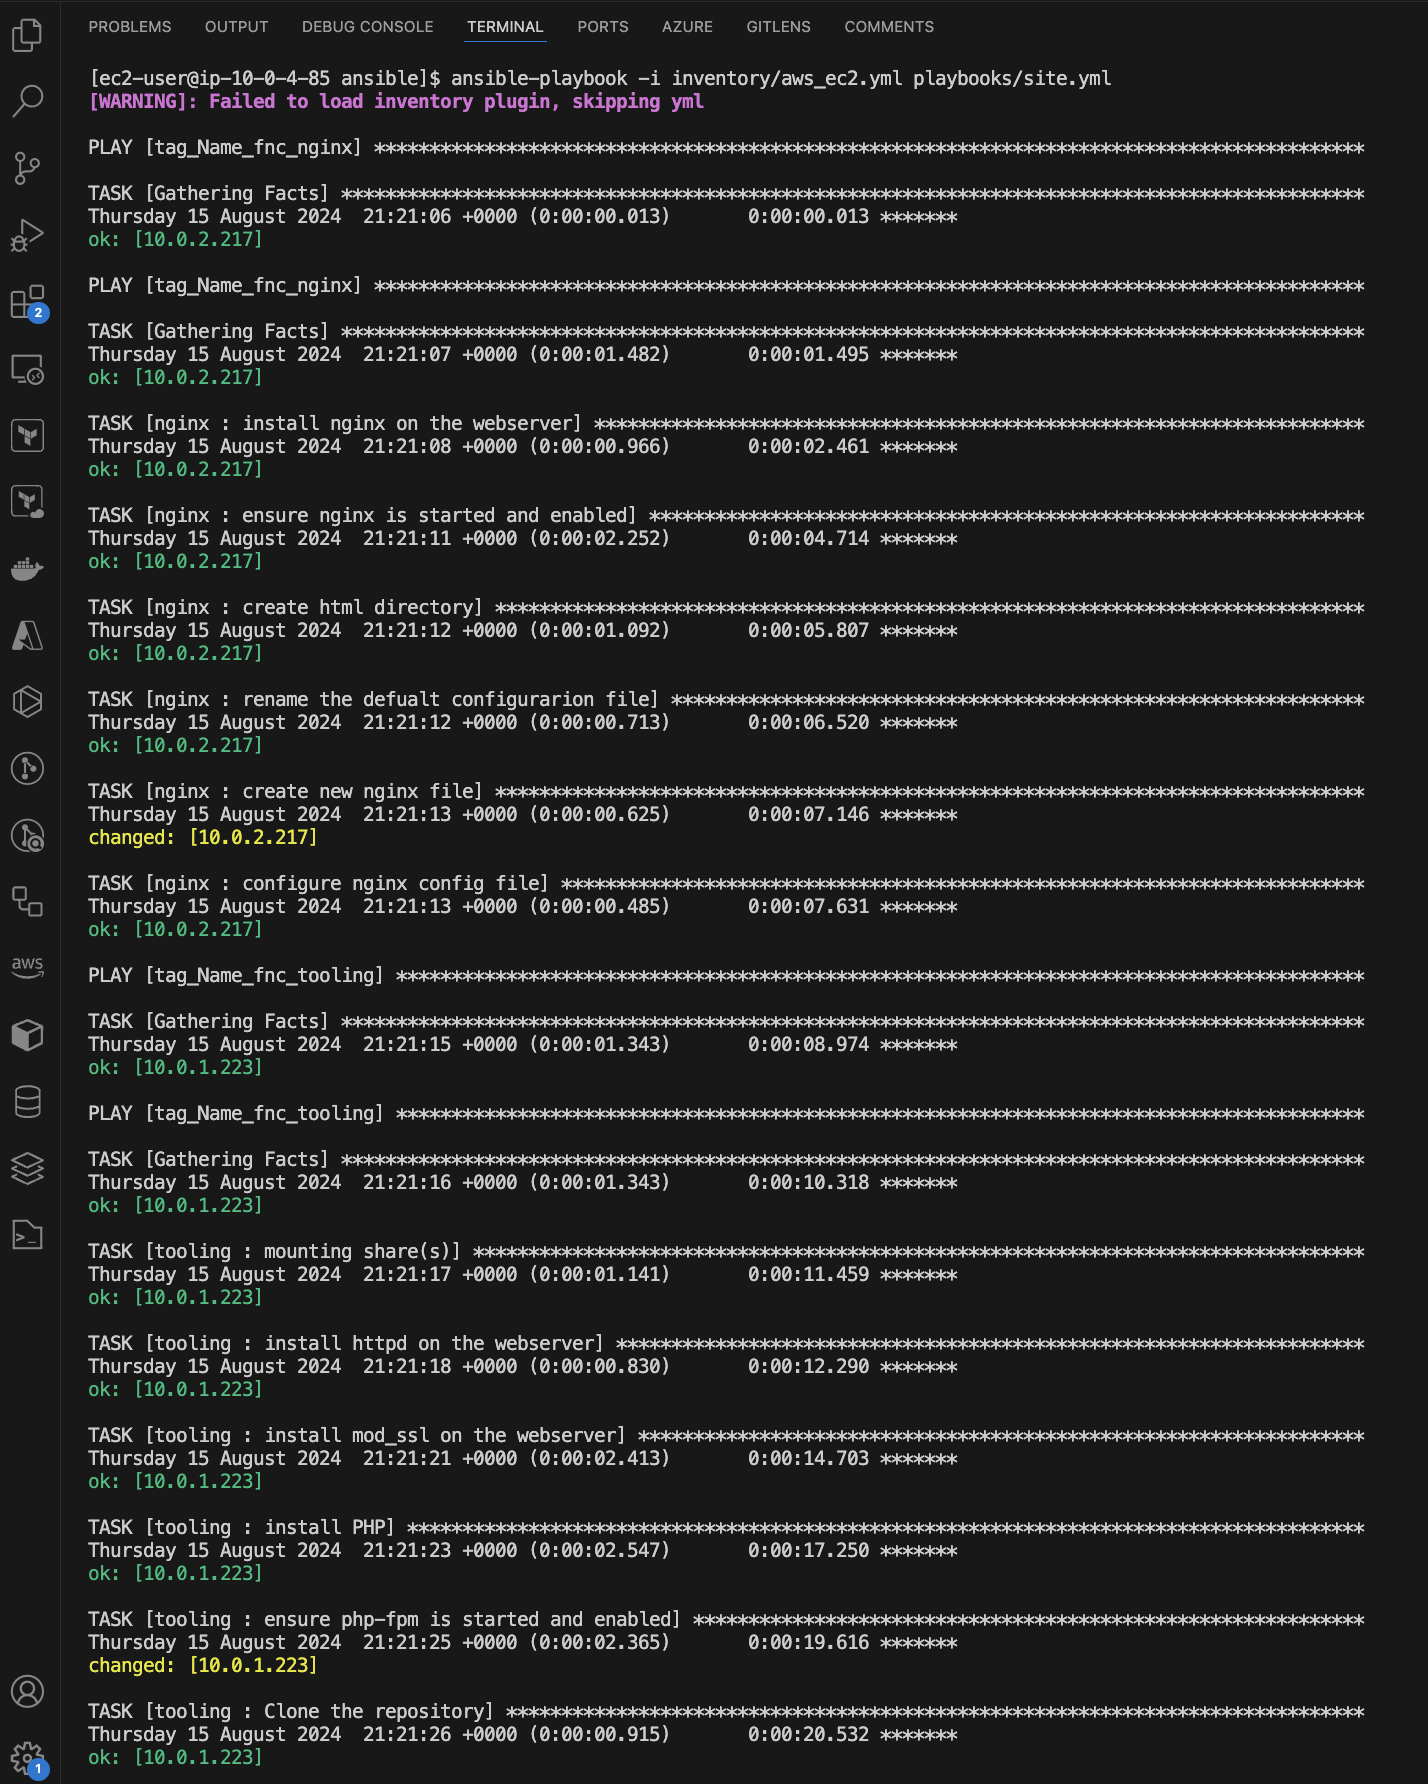 PROBLEMS OUTPUT DEBUG CONSOLE TERMINAL PORTS AZURE GITLENS COMMENTS
[ec2-user@ip-10-0-4-85 ansible]$ ansible-playbook -i inventory/aws_ec2.yml playbooks/site.yml
[WARNING]: Failed to load inventory plugin, skipping yml
PLAY [tag_Name_fnc_nginx] ******************************************************************************************
TASK [Gathering Facts] *********************************************************************************************
Thursday 15 August 2024  21:21:06 +0000 (0:00:00.013)       0:00:00.013 *******
ok: [10.0.2.217]
PLAY [tag_Name_fnc_nginx] ******************************************************************************************
TASK [Gathering Facts] *********************************************************************************************
Thursday 15 August 2024  21:21:07 +0000 (0:00:01.482)       0:00:01.495 *******
ok: [10.0.2.217]
TASK [nginx : install nginx on the webserver] **********************************************************************
Thursday 15 August 2024  21:21:08 +0000 (0:00:00.966)       0:00:02.461 *******
ok: [10.0.2.217]
TASK [nginx : ensure nginx is started and enabled] *****************************************************************
Thursday 15 August 2024  21:21:11 +0000 (0:00:02.252)       0:00:04.714 *******
ok: [10.0.2.217]
TASK [nginx : create html directory] *******************************************************************************
Thursday 15 August 2024  21:21:12 +0000 (0:00:01.092)       0:00:05.807 *******
ok: [10.0.2.217]
TASK [nginx : rename the defualt configurarion file] ***************************************************************
Thursday 15 August 2024  21:21:12 +0000 (0:00:00.713)       0:00:06.520 *******
ok: [10.0.2.217]
TASK [nginx : create new nginx file] *******************************************************************************
Thursday 15 August 2024  21:21:13 +0000 (0:00:00.625)       0:00:07.146 *******
changed: [10.0.2.217]
TASK [nginx : configure nginx config file] *************************************************************************
Thursday 15 August 2024  21:21:13 +0000 (0:00:00.485)       0:00:07.631 *******
ok: [10.0.2.217]
PLAY [tag_Name_fnc_tooling] ****************************************************************************************
TASK [Gathering Facts] *********************************************************************************************
Thursday 15 August 2024  21:21:15 +0000 (0:00:01.343)       0:00:08.974 *******
ok: [10.0.1.223]
PLAY [tag_Name_fnc_tooling] ****************************************************************************************
TASK [Gathering Facts] *********************************************************************************************
Thursday 15 August 2024  21:21:16 +0000 (0:00:01.343)       0:00:10.318 *******
ok: [10.0.1.223]
TASK [tooling : mounting share(s)] *********************************************************************************
Thursday 15 August 2024  21:21:17 +0000 (0:00:01.141)       0:00:11.459 *******
ok: [10.0.1.223]
TASK [tooling : install httpd on the webserver] ********************************************************************
Thursday 15 August 2024  21:21:18 +0000 (0:00:00.830)       0:00:12.290 *******
ok: [10.0.1.223]
TASK [tooling : install mod_ssl on the webserver] ******************************************************************
Thursday 15 August 2024  21:21:21 +0000 (0:00:02.413)       0:00:14.703 *******
ok: [10.0.1.223]
TASK [tooling : install PHP] ***************************************************************************************
Thursday 15 August 2024  21:21:23 +0000 (0:00:02.547)       0:00:17.250 *******
ok: [10.0.1.223]
TASK [tooling : ensure php-fpm is started and enabled] *************************************************************
Thursday 15 August 2024  21:21:25 +0000 (0:00:02.365)       0:00:19.616 *******
changed: [10.0.1.223]
TASK [tooling : Clone the repository] ******************************************************************************
Thursday 15 August 2024  21:21:26 +0000 (0:00:00.915)       0:00:20.532 *******
ok: [10.0.1.223]
2
aws
1